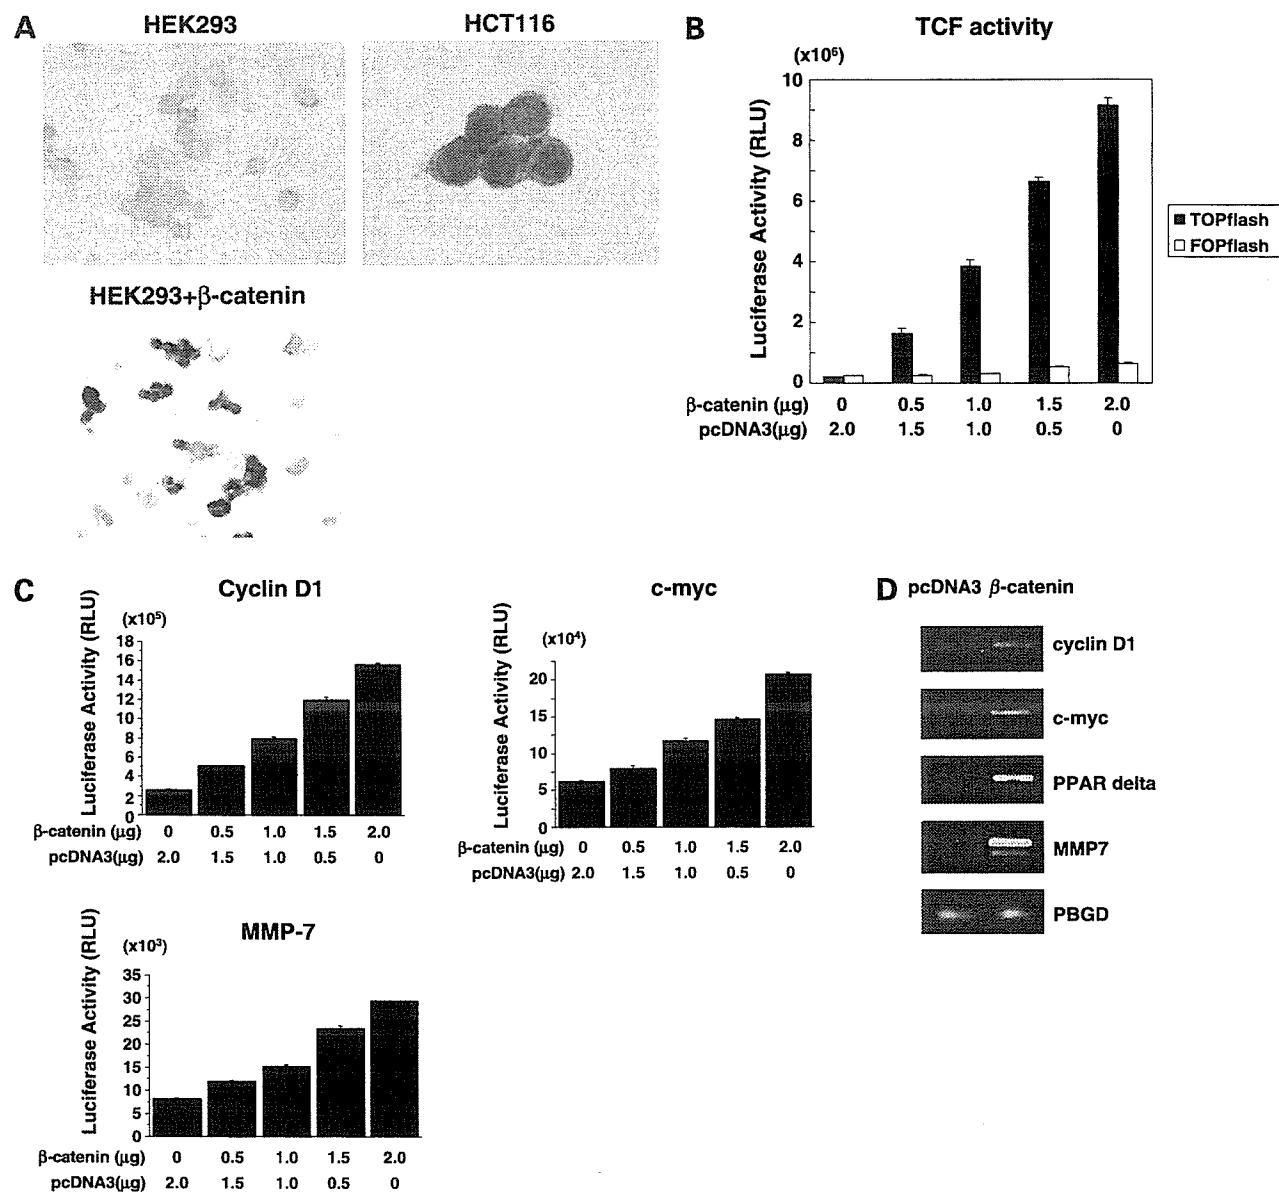 A
HEK293
HCT116
HEK293+β-catenin
B
TCF activity
(x10⁶)
Luciferase Activity (RLU)
10
8
6
4
2
0
β-catenin (μg) 0 0.5 1.0 1.5 2.0
pcDNA3(μg) 2.0 1.5 1.0 0.5 0
TOPflash
FOPflash
C
Cyclin D1
(x10⁵)
Luciferase Activity (RLU)
18
16
14
12
10
8
6
4
2
0
β-catenin (μg) 0 0.5 1.0 1.5 2.0
pcDNA3(μg) 2.0 1.5 1.0 0.5 0
c-myc
(x10⁴)
Luciferase Activity (RLU)
20
15
10
5
0
β-catenin (μg) 0 0.5 1.0 1.5 2.0
pcDNA3(μg) 2.0 1.5 1.0 0.5 0
MMP-7
(x10³)
Luciferase Activity (RLU)
35
30
25
20
15
10
5
0
β-catenin (μg) 0 0.5 1.0 1.5 2.0
pcDNA3(μg) 2.0 1.5 1.0 0.5 0
D
pcDNA3 β-catenin
cyclin D1
c-myc
PPAR delta
MMP7
PBGD